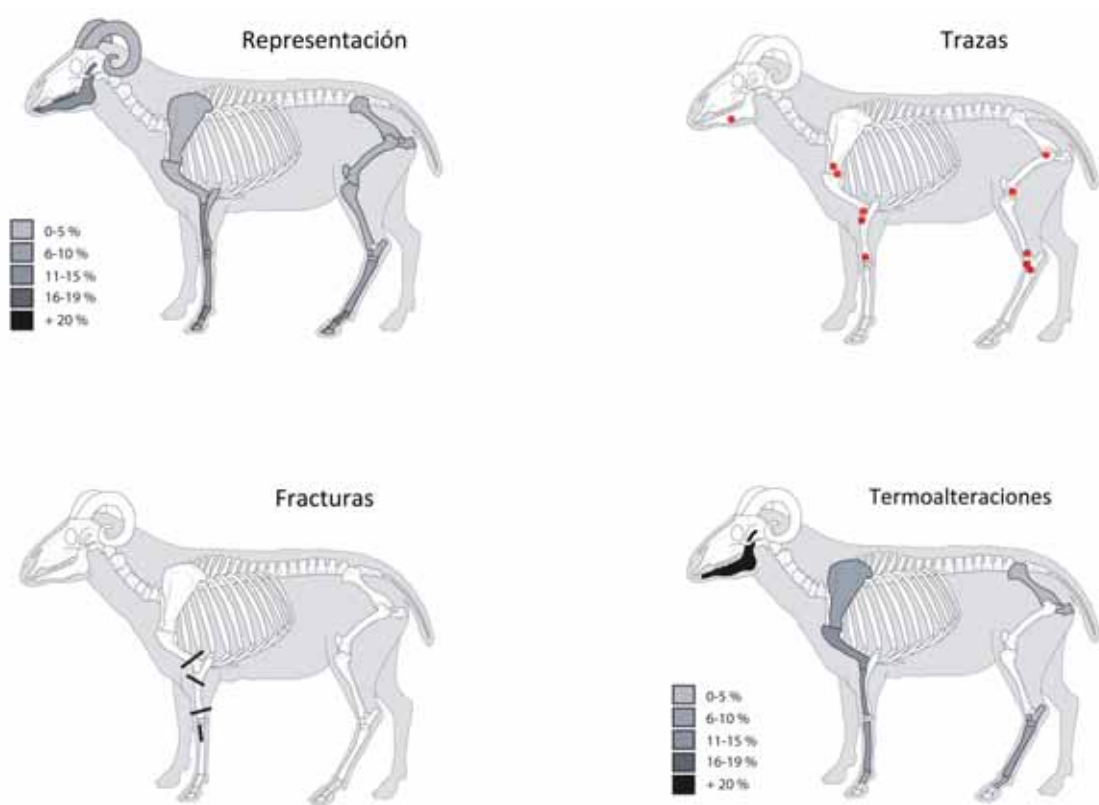 Representación
0-5 %
6-10 %
11-15 %
16-19 %
+ 20 %
Trazas
Fracturas
Termoalteraciones
0-5 %
6-10 %
11-15 %
16-19 %
+ 20 %